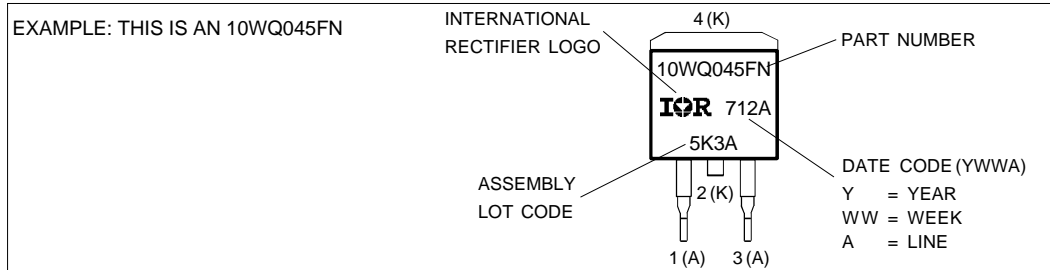 EXAMPLE: THIS IS AN 10WQ045FN
INTERNATIONAL
RECTIFIER LOGO
4 (K)
PART NUMBER
10WQ045FN
IOR 712A
5K3A
ASSEMBLY
LOT CODE
2 (K)
1 (A) 3 (A)
DATE CODE (YWWA)
Y = YEAR
WW = WEEK
A = LINE